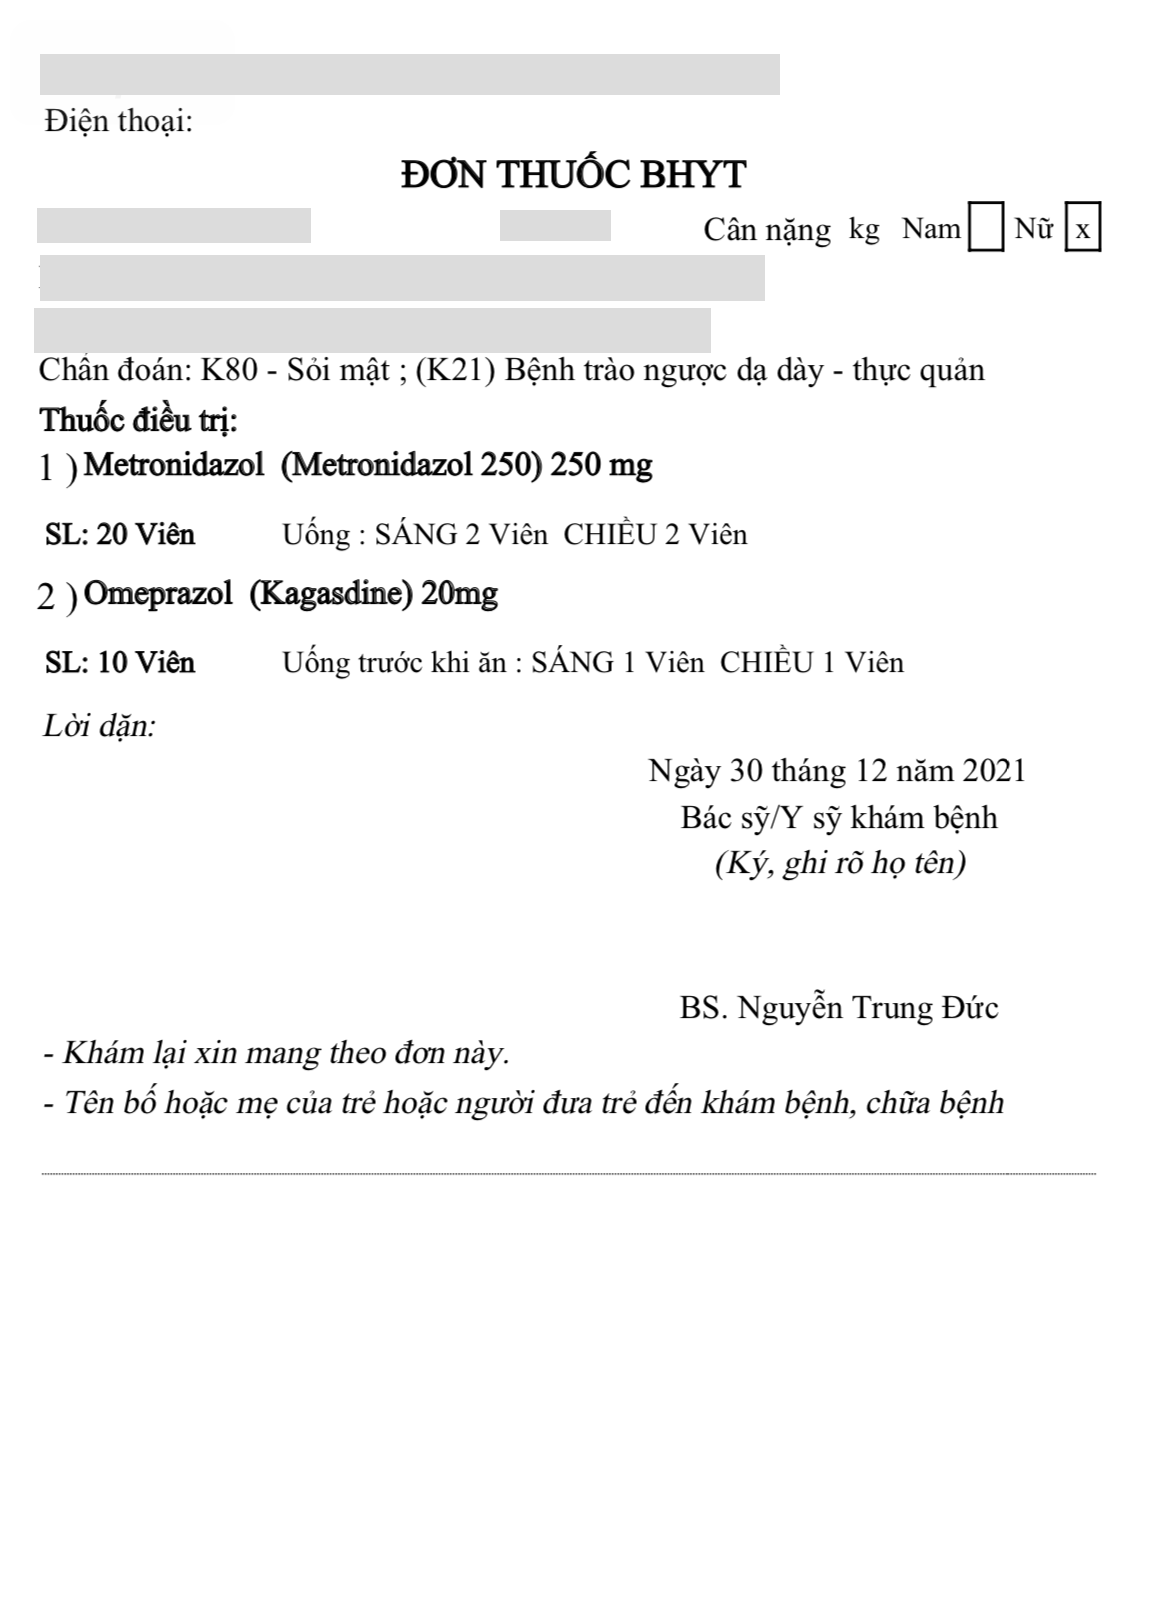 Điện thoại:
ĐƠN THUỐC BHYT
Cân nặng kg Nam Nữ x
Chẩn đoán: K80 - Sỏi mật ; (K21) Bệnh trào ngược dạ dày - thực quản
Thuốc điều trị:
1 ) Metronidazol (Metronidazol 250) 250 mg
SL: 20 Viên Uống : SÁNG 2 Viên CHIỀU 2 Viên
2 ) Omeprazol (Kagasdine) 20mg
SL: 10 Viên Uống trước khi ăn : SÁNG 1 Viên CHIỀU 1 Viên
Lời dặn:
Ngày 30 tháng 12 năm 2021
Bác sỹ/Y sỹ khám bệnh
(Ký, ghi rõ họ tên)
BS. Nguyễn Trung Đức
- Khám lại xin mang theo đơn này.
- Tên bố hoặc mẹ của trẻ hoặc người đưa trẻ đến khám bệnh, chữa bệnh